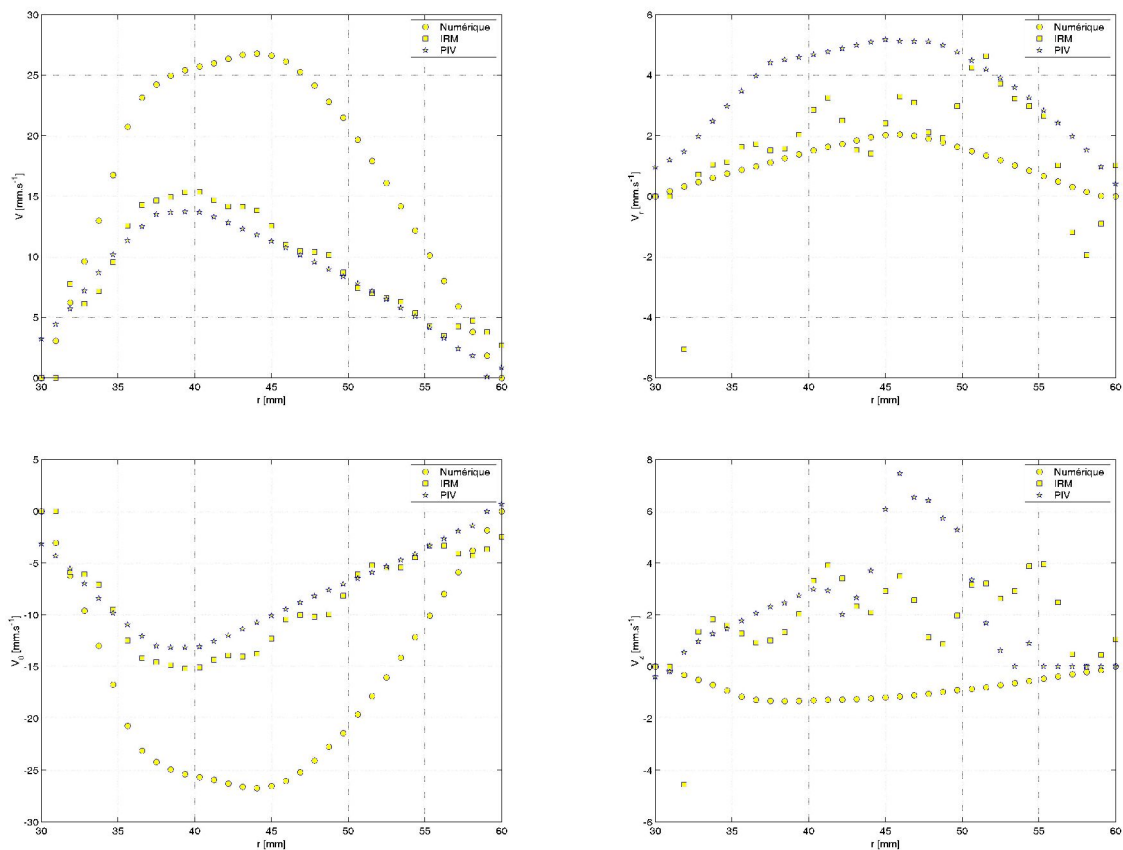 30
25
20
15
10
5
0
V [mm.s⁻¹]
30 35 40 45 50 55 60
r [mm]
Numérique
IRM
PIV
6
4
2
0
-2
-4
-6
V_r [mm.s⁻¹]
30 35 40 45 50 55 60
r [mm]
Numérique
IRM
PIV
5
0
-5
-10
-15
-20
-25
-30
V_θ [mm.s⁻¹]
30 35 40 45 50 55 60
r [mm]
Numérique
IRM
PIV
8
6
4
2
0
-2
-4
-6
V_z [mm.s⁻¹]
30 35 40 45 50 55 60
r [mm]
Numérique
IRM
PIV